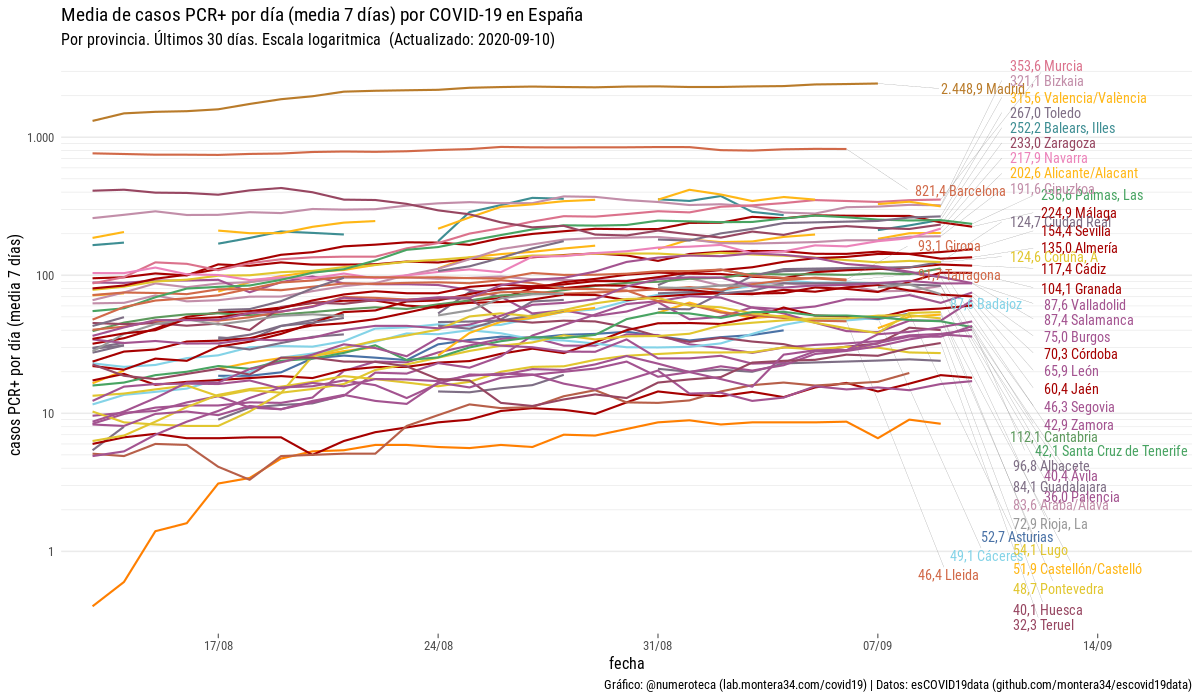 Media de casos PCR+ por día (media 7 días) por COVID-19 en España
Por provincia. Últimos 30 días. Escala logaritmica (Actualizado: 2020-09-10)
casos PCR+ por día (media 7 días)
1.000
100
10
1
353,6 Murcia
321,1 Bizkaia
2.448,9 Madrid
375,6 Valencia/València
267,0 Toledo
252,2 Balears, Illes
233,0 Zaragoza
217,9 Navarra
202,6 Alicante/Alacant
821,4 Barcelona
191,6 Gipuzkoa
235,6 Palmas, Las
224,9 Málaga
124,7 Ciudad Real
154,4 Sevilla
93,1 Girona
135,0 Almería
124,6 Coruña, A
117,4 Cádiz
Tarragona
104,1 Granada
Badajoz
87,6 Valladolid
87,4 Salamanca
75,0 Burgos
70,3 Córdoba
65,9 León
60,4 Jaén
46,3 Segovia
42,9 Zamora
112,1 Cantabria
42,1 Santa Cruz de Tenerife
96,8 Albacete
40,4 Ávila
84,1 Guadalajara
36,0 Palencia
83,6 Araba/Álava
72,9 Rioja, La
52,7 Asturias
54,1 Lugo
49,1 Cáceres
51,9 Castellón/Castelló
46,4 Lleida
48,7 Pontevedra
40,1 Huesca
32,3 Teruel
17/08
24/08
31/08
07/09
14/09
fecha
Gráfico: @numeroteca (lab.montera34.com/covid19) | Datos: esCOVID19data (github.com/montera34/escovid19data)